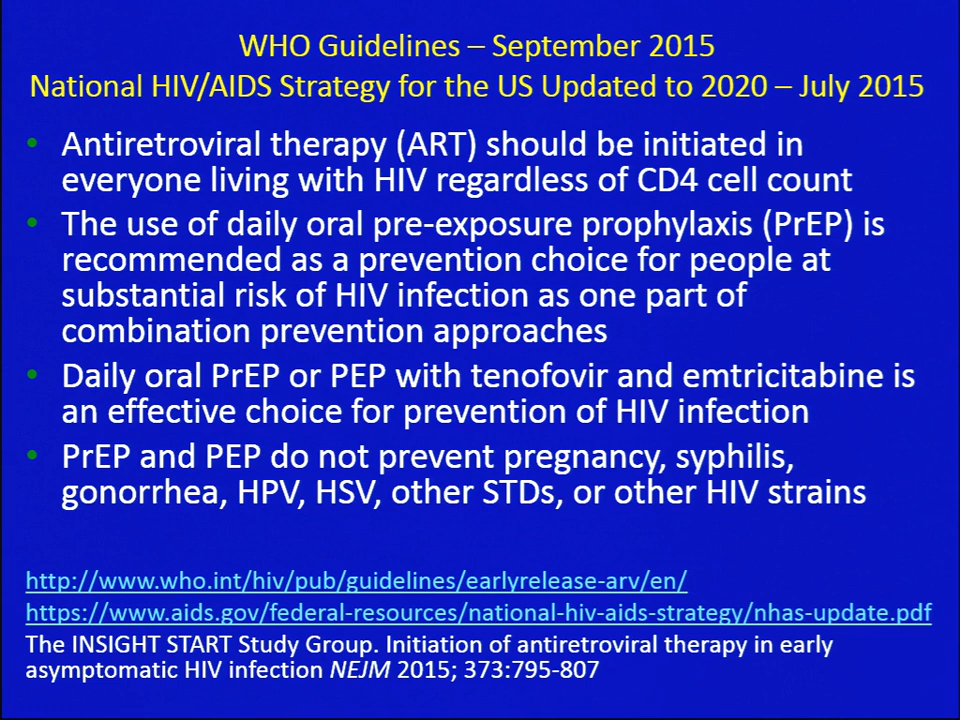 WHO Guidelines – September 2015
National HIV/AIDS Strategy for the US Updated to 2020 – July 2015
• Antiretroviral therapy (ART) should be initiated in
everyone living with HIV regardless of CD4 cell count
• The use of daily oral pre-exposure prophylaxis (PrEP) is
recommended as a prevention choice for people at
substantial risk of HIV infection as one part of
combination prevention approaches
• Daily oral PrEP or PEP with tenofovir and emtricitabine is
an effective choice for prevention of HIV infection
• PrEP and PEP do not prevent pregnancy, syphilis,
gonorrhea, HPV, HSV, other STDs, or other HIV strains
http://www.who.int/hiv/pub/guidelines/earlyrelease-arv/en/
https://www.aids.gov/federal-resources/national-hiv-aids-strategy/nhas-update.pdf
The INSIGHT START Study Group. Initiation of antiretroviral therapy in early
asymptomatic HIV infection NEJM 2015; 373:795-807